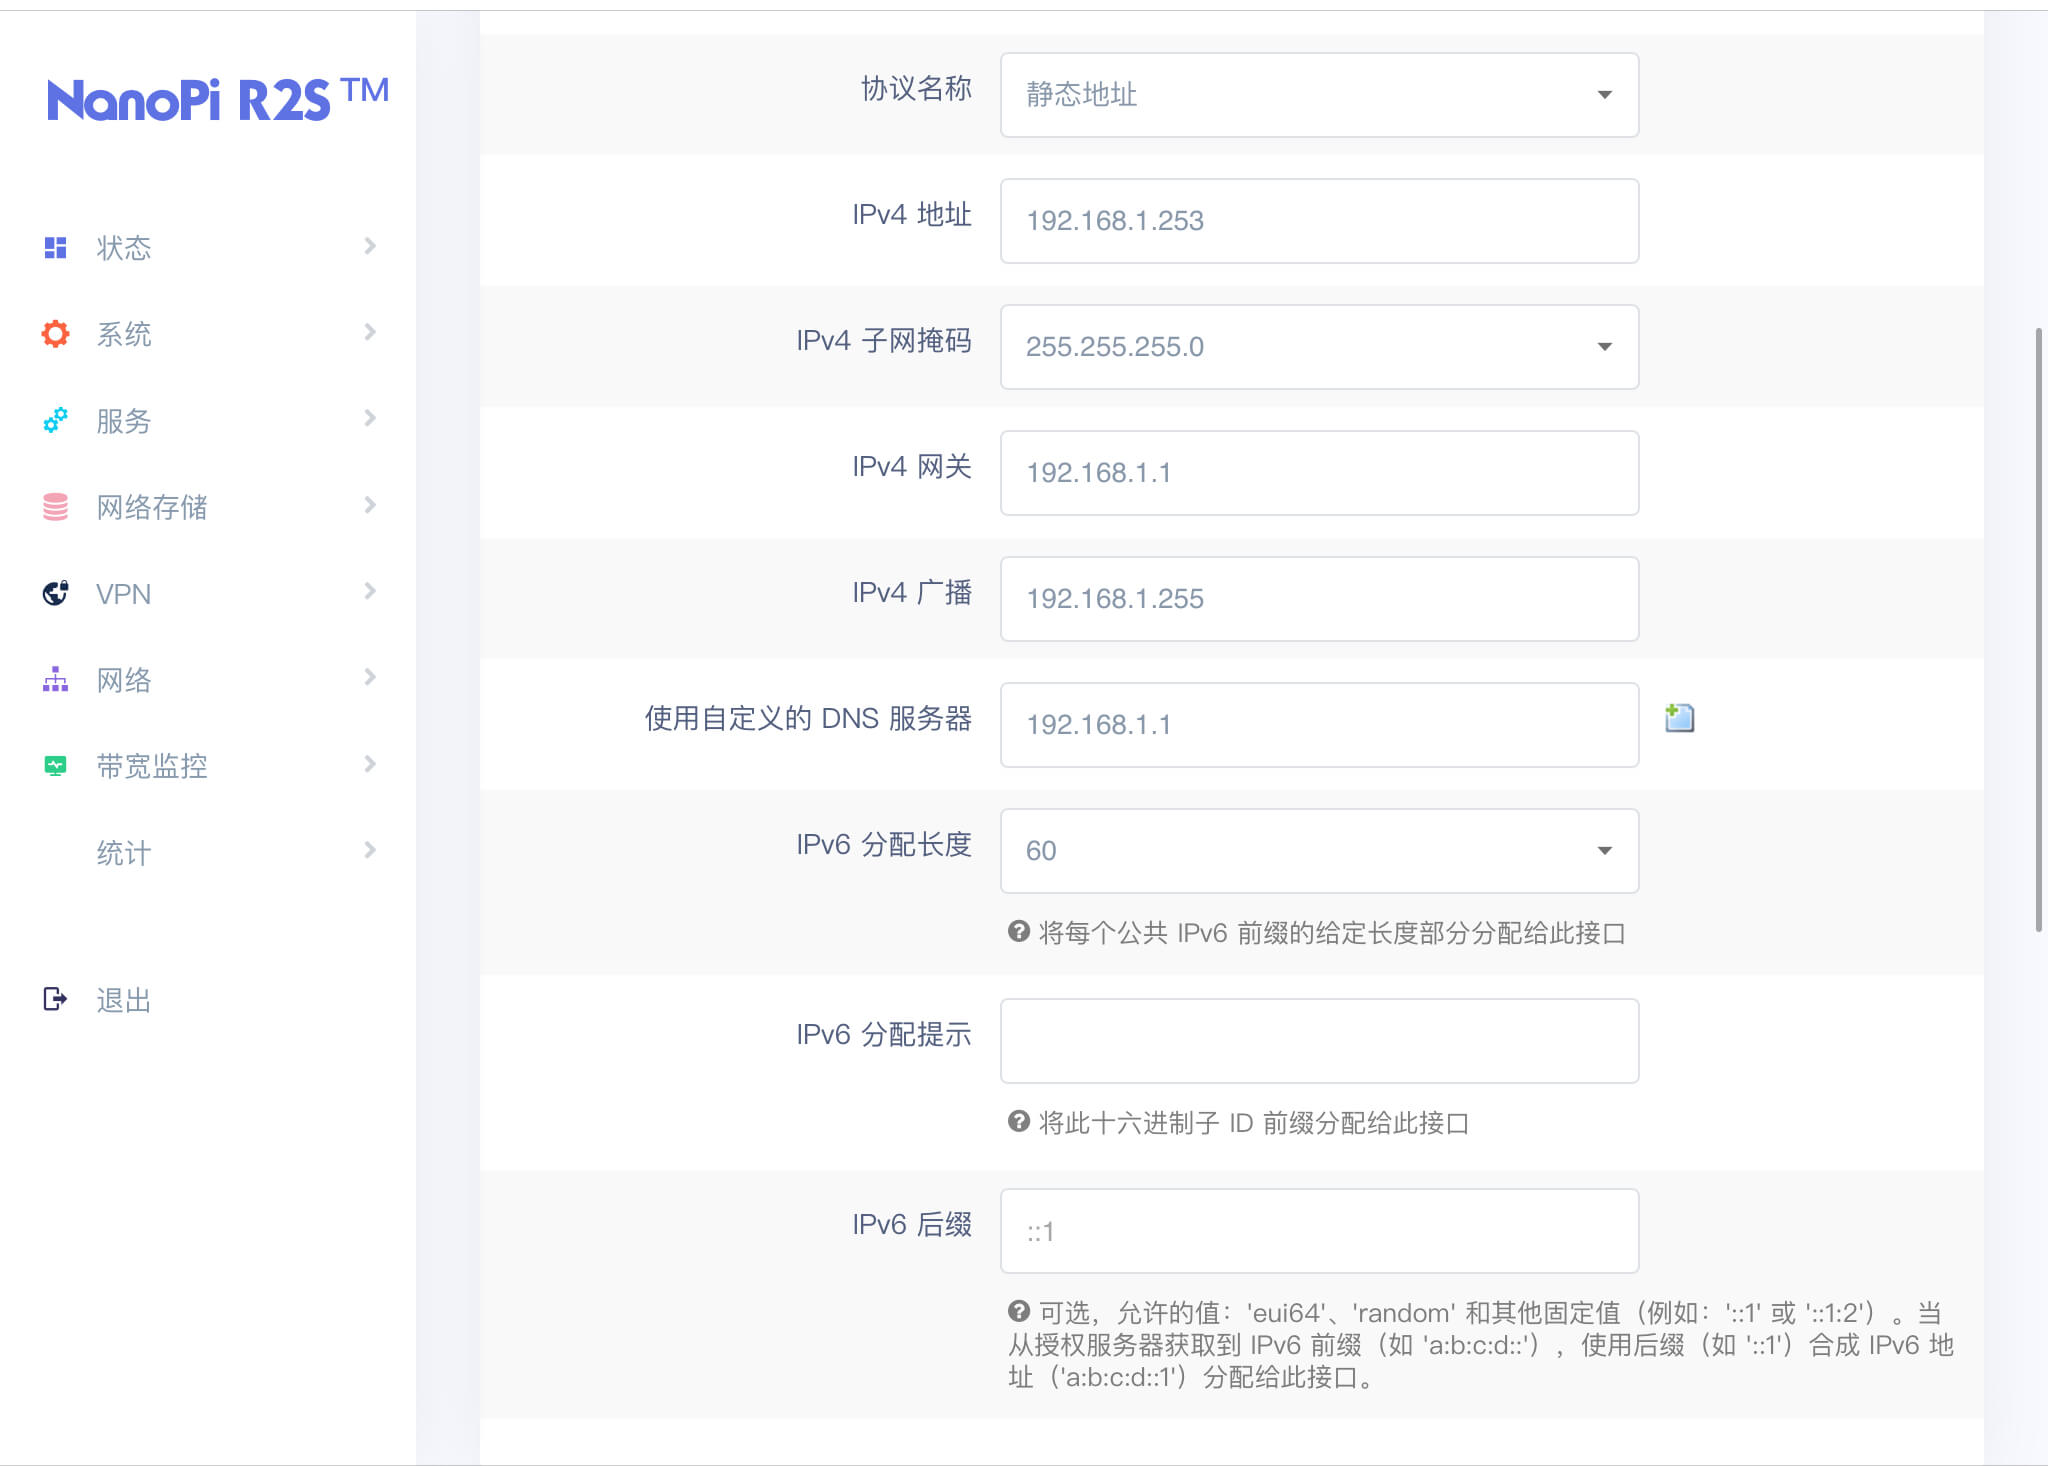 NanoPi R2S™
状态
系统
服务
网络存储
VPN
网络
带宽监控
统计
退出
协议名称
静态地址
IPv4 地址
192.168.1.253
IPv4 子网掩码
255.255.255.0
IPv4 网关
192.168.1.1
IPv4 广播
192.168.1.255
使用自定义的 DNS 服务器
192.168.1.1
IPv6 分配长度
60
将每个公共 IPv6 前缀的给定长度部分分配给此接口
IPv6 分配提示
将此十六进制子 ID 前缀分配给此接口
IPv6 后缀
::1
可选，允许的值：'eui64'、'random' 和其他固定值（例如：'::1' 或 '::1:2'）。当
从授权服务器获取到 IPv6 前缀（如 'a:b:c:d::'），使用后缀（如 '::1'）合成 IPv6 地
址（'a:b:c:d::1'）分配给此接口。